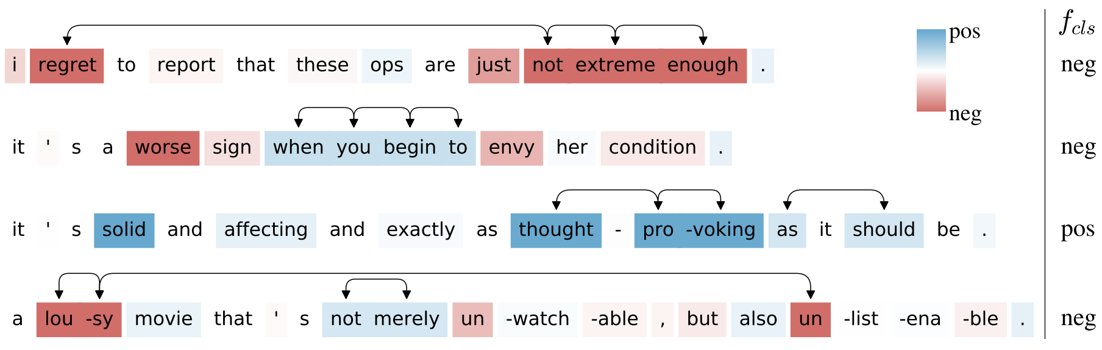 f_cls
pos
i regret to report that these ops are just not extreme enough . neg
neg
it ' s a worse sign when you begin to envy her condition . neg
it ' s solid and affecting and exactly as thought - pro -voking as it should be . pos
a lou -sy movie that ' s not merely un -watch -able , but also un -list -ena -ble . neg